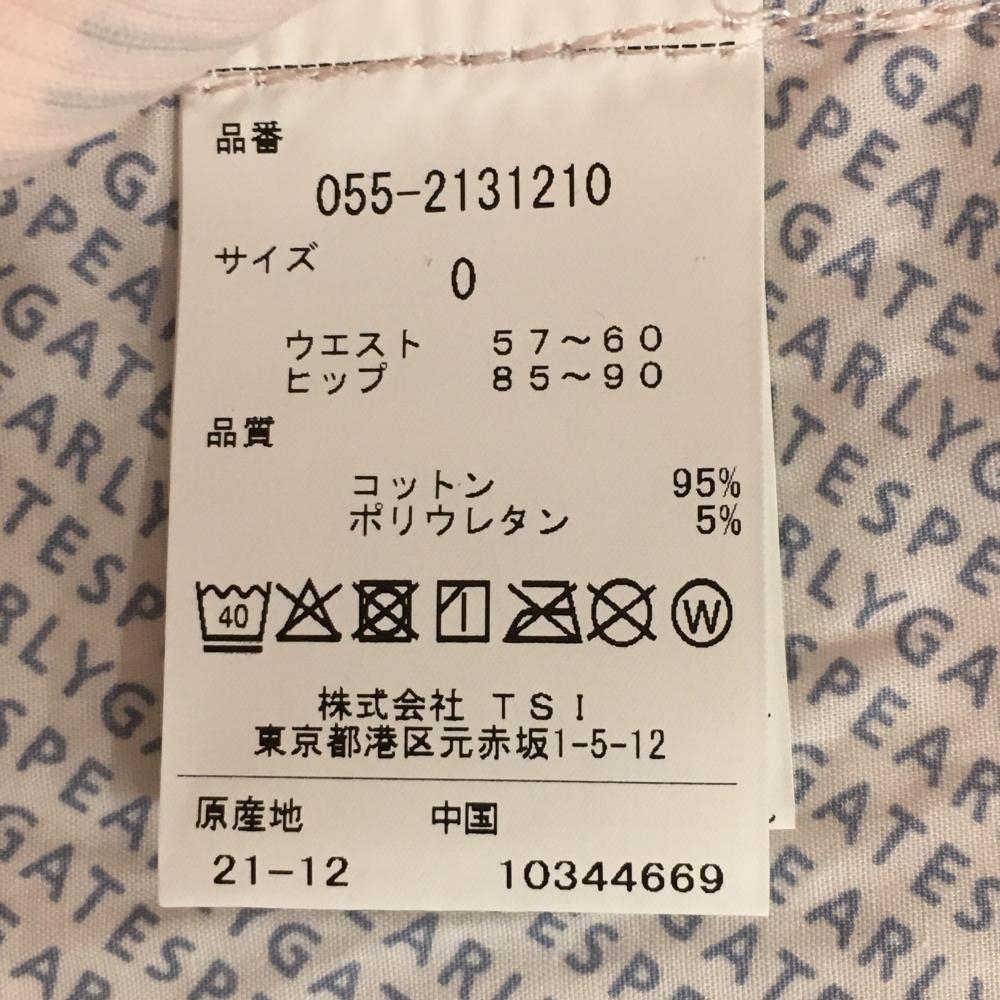 品番
055-2131210
サイズ 0
ウエスト 57~60
ヒップ 85~90
品質
コットン 95%
ポリウレタン 5%
40 W
株式会社 TSI
東京都港区元赤坂1-5-12
原産地 中国
21-12 10344669
PEARLY GATES